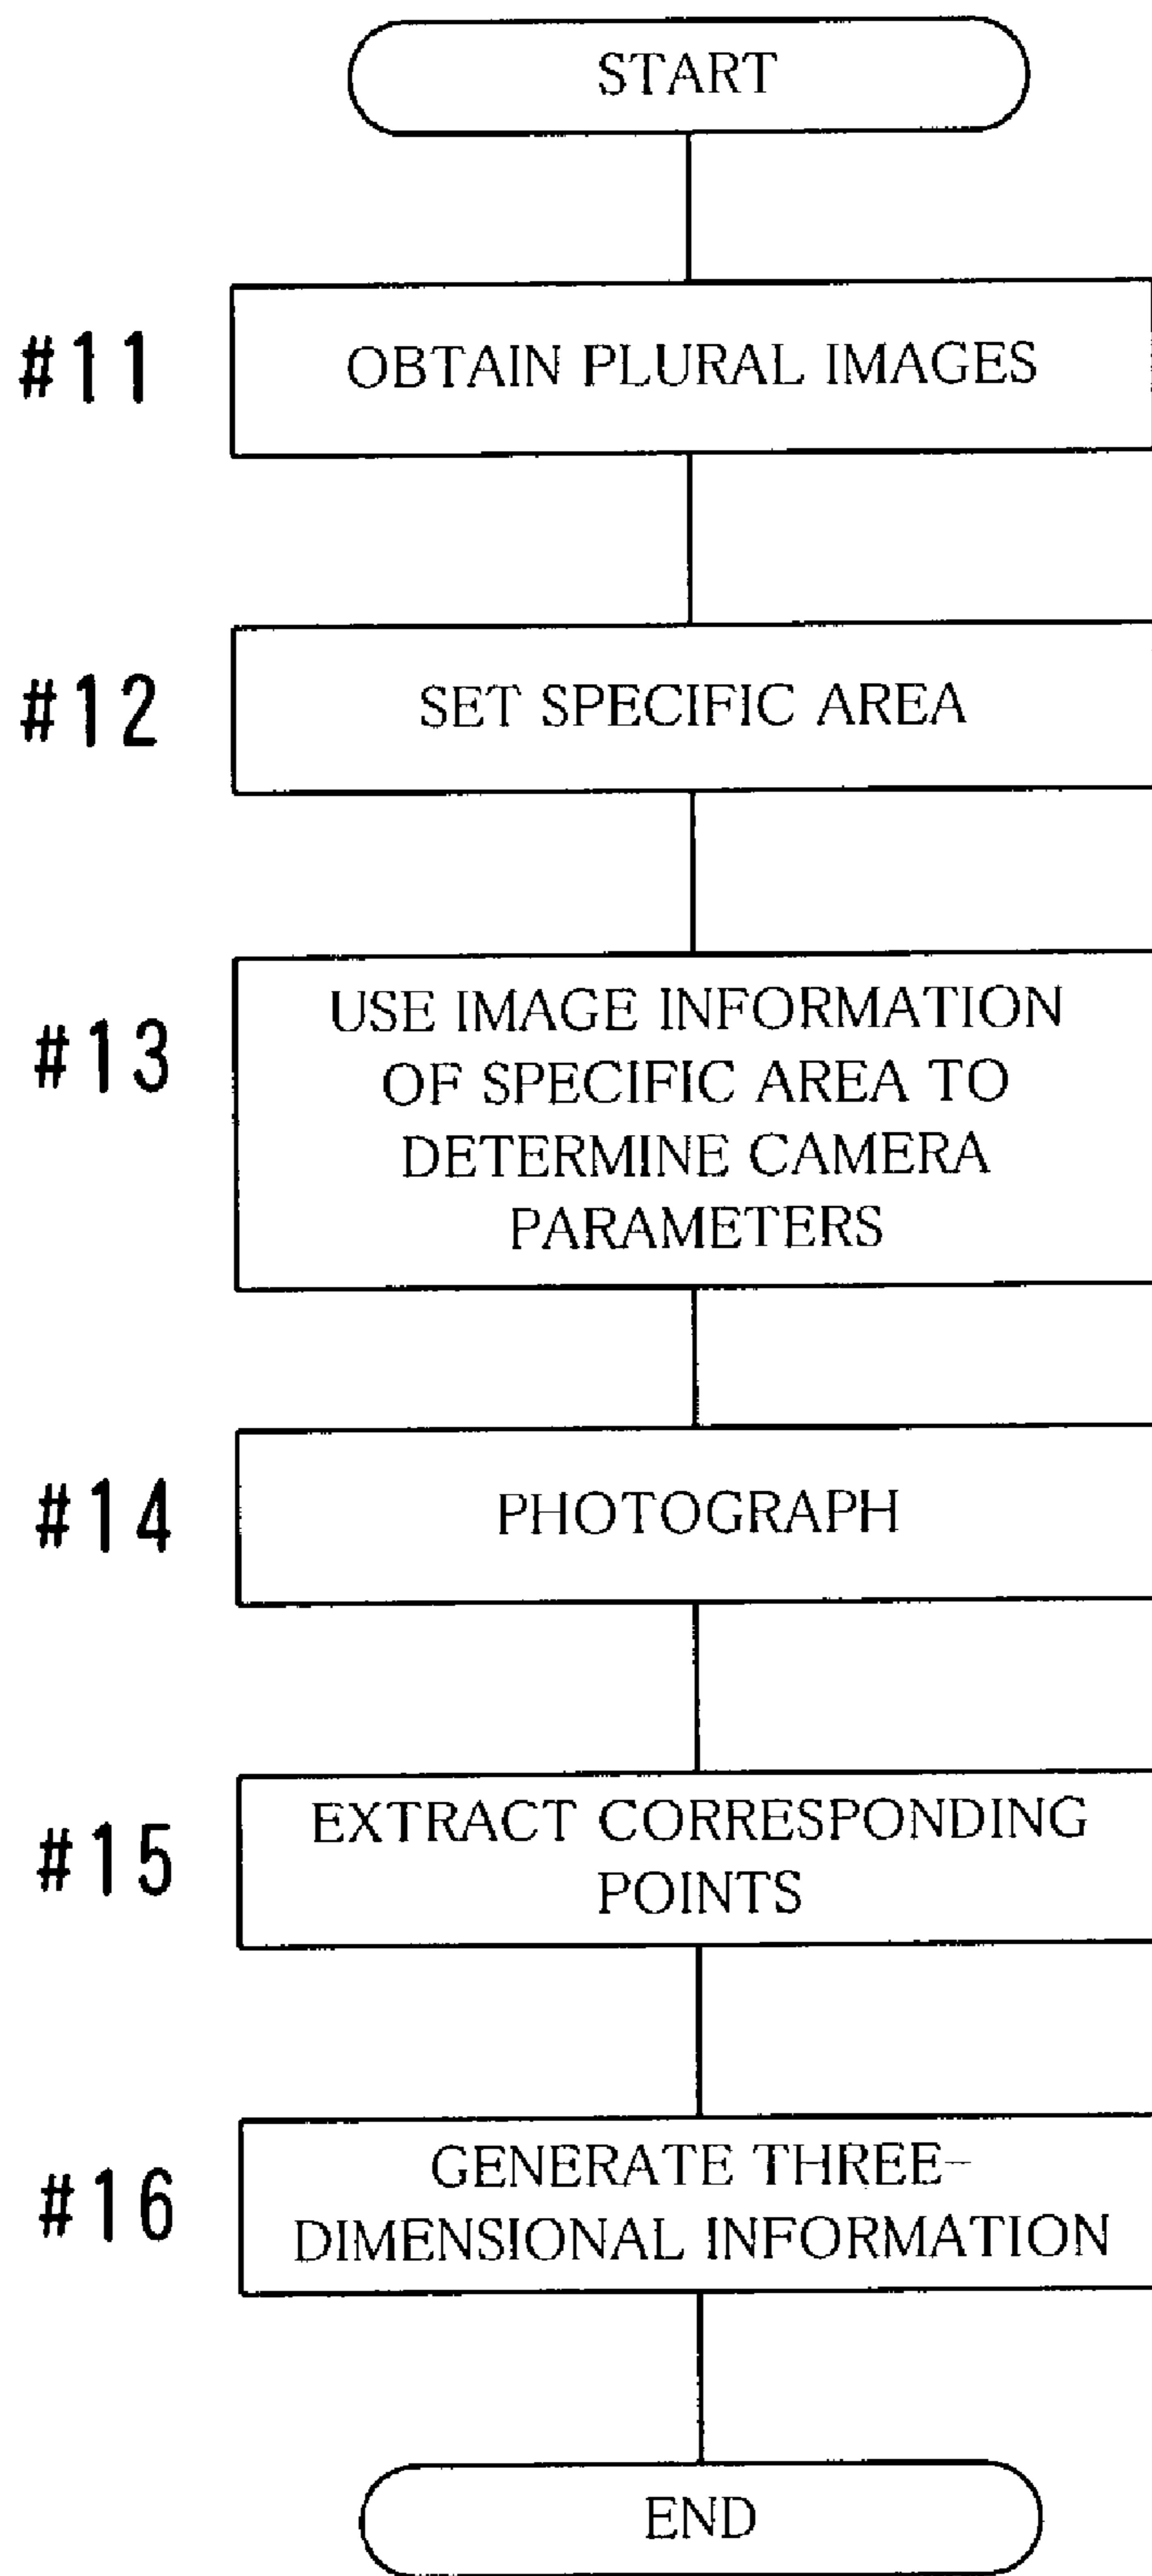 START
#11
OBTAIN PLURAL IMAGES
#12
SET SPECIFIC AREA
#13
USE IMAGE INFORMATION
OF SPECIFIC AREA TO
DETERMINE CAMERA
PARAMETERS
#14
PHOTOGRAPH
#15
EXTRACT CORRESPONDING
POINTS
#16
GENERATE THREE-
DIMENSIONAL INFORMATION
END